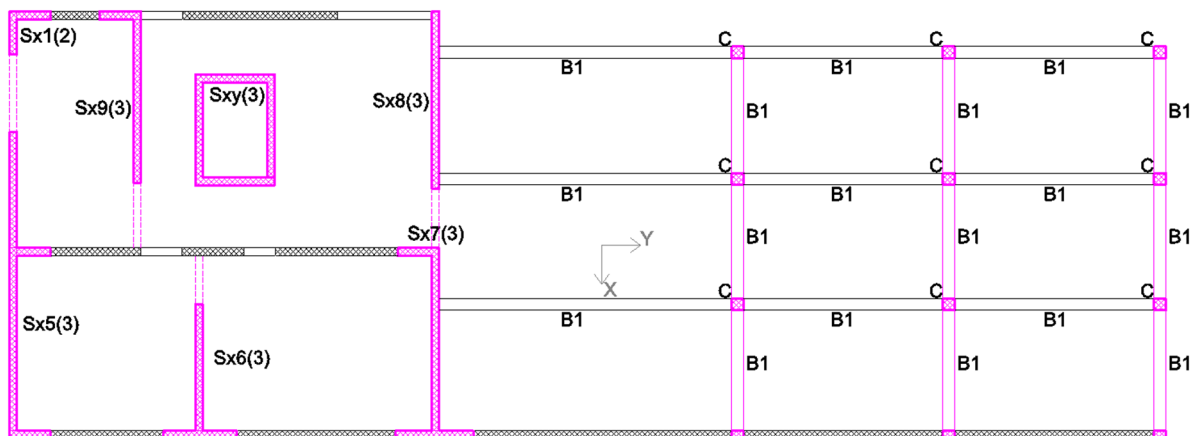 Sx1(2)
C C C
B1 B1 B1
Sx9(3) Sxy(3) Sx8(3)
B1 B1 B1
C C C
B1 B1 B1
Sx7(3) Y B1 B1 B1
X C C C
B1 B1 B1
Sx5(3) Sx6(3)
B1 B1 B1